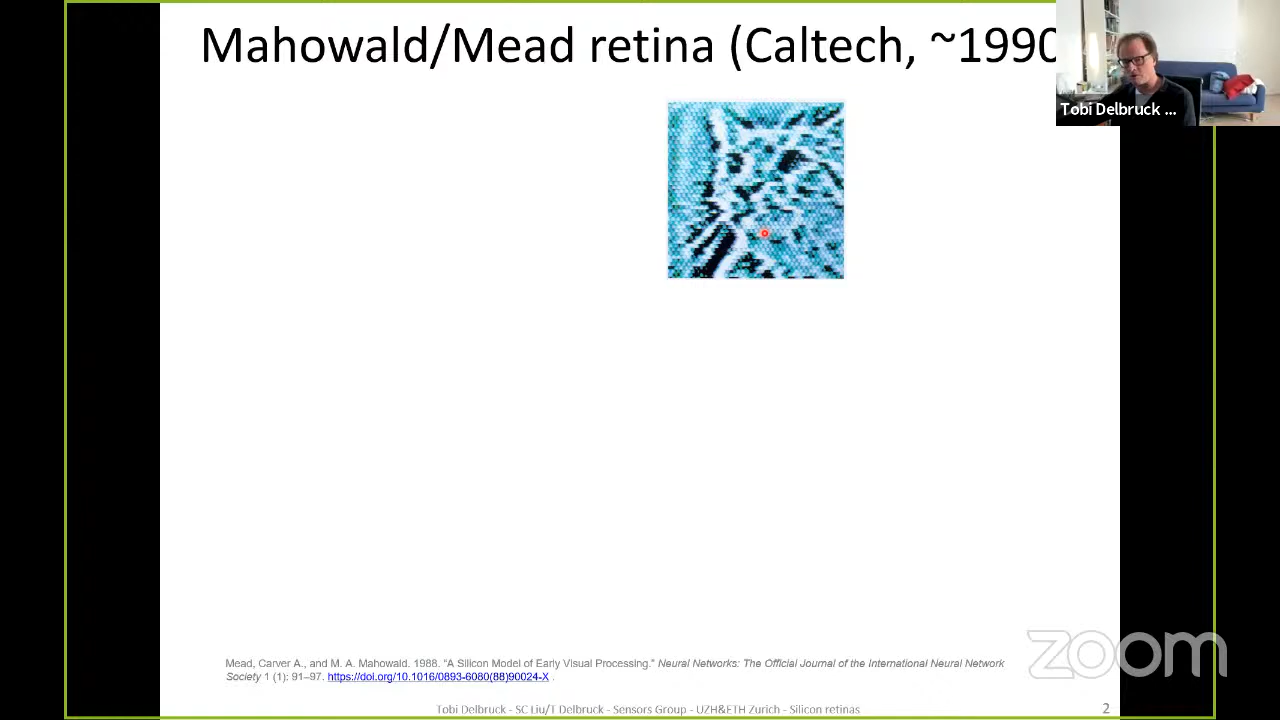 Mahowald/Mead retina (Caltech, ~1990
Tobi Delbruck ...
Mead, Carver A., and M. A. Mahowald. 1988. “A Silicon Model of Early Visual Processing.” Neural Networks: The Official Journal of the International Neural Network
Society 1 (1): 91–97. https://doi.org/10.1016/0893-6080(88)90024-X .
zoom
Tobi Delbruck - SC Liu/T Delbruck - Sensors Group - UZH&ETH Zurich - Silicon retinas
2